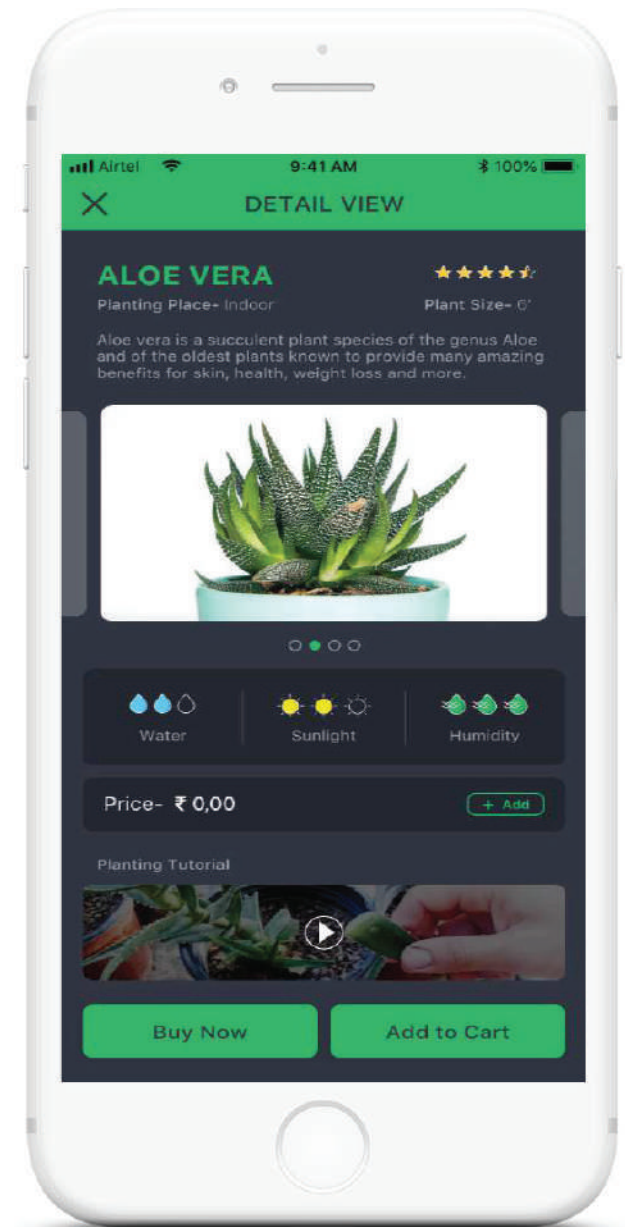 Airtel 9:41 AM 100%
DETAIL VIEW
ALOE VERA
Planting Place- Indoor Plant Size- 6'
Aloe vera is a succulent plant species of the genus Aloe
and of the oldest plants known to provide many amazing
benefits for skin, health, weight loss and more.
Water Sunlight Humidity
Price- ₹ 0,00 + Add
Planting Tutorial
Buy Now Add to Cart